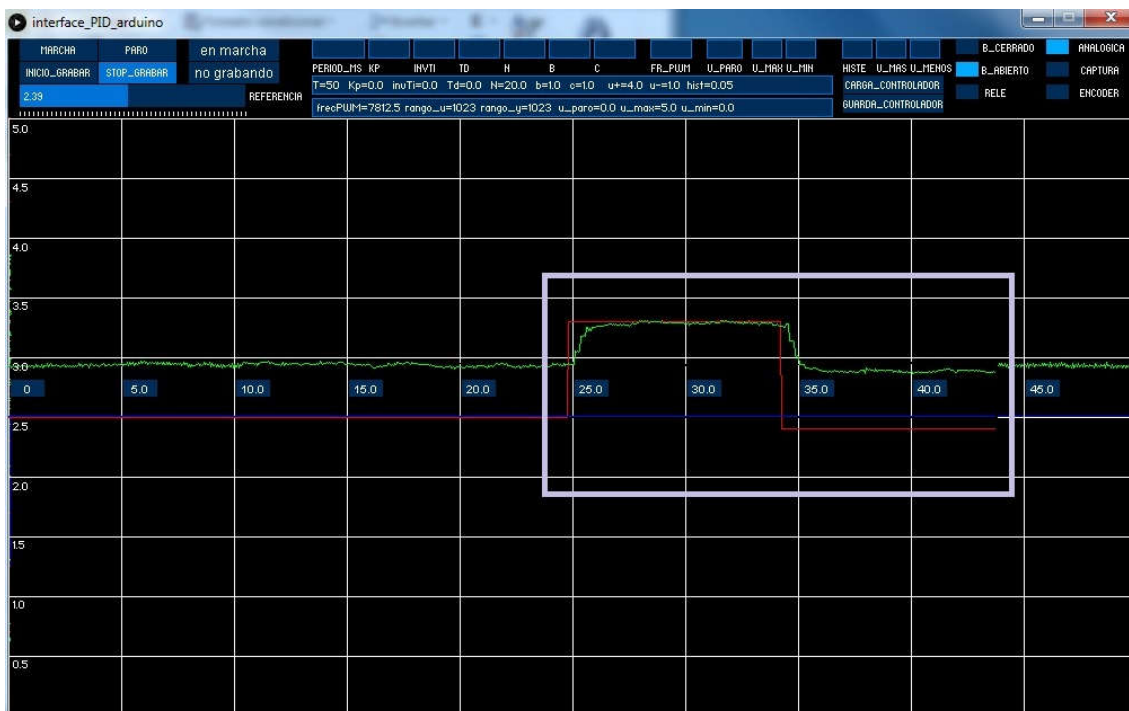 interface_PID_arduino
MARCHA PARO en marcha B_CERRADO ANALOGICA
INICIO_GRABAR STOP_GRABAR no grabando PERIOD_MS KP INVTI TD N B C FR_PWM U_PARO U_MAX U_MIN HISTE U_MAS U_MENOS B_ABIERTO CAPTURA
T=50 Kp=0.0 invTi=0.0 Td=0.0 N=20.0 b=1.0 c=1.0 u+=4.0 u-=1.0 hist=0.05 CARGA_CONTROLADOR
2.39 REFERENCIA RELE ENCODER
frecPWM=7812.5 rango_u=1023 rango_y=1023 u_paro=0.0 u_max=5.0 u_min=0.0 GUARDA_CONTROLADOR
5.0
4.5
4.0
3.5
3.0
0 5.0 10.0 15.0 20.0 25.0 30.0 35.0 40.0 45.0
2.5
2.0
1.5
1.0
0.5